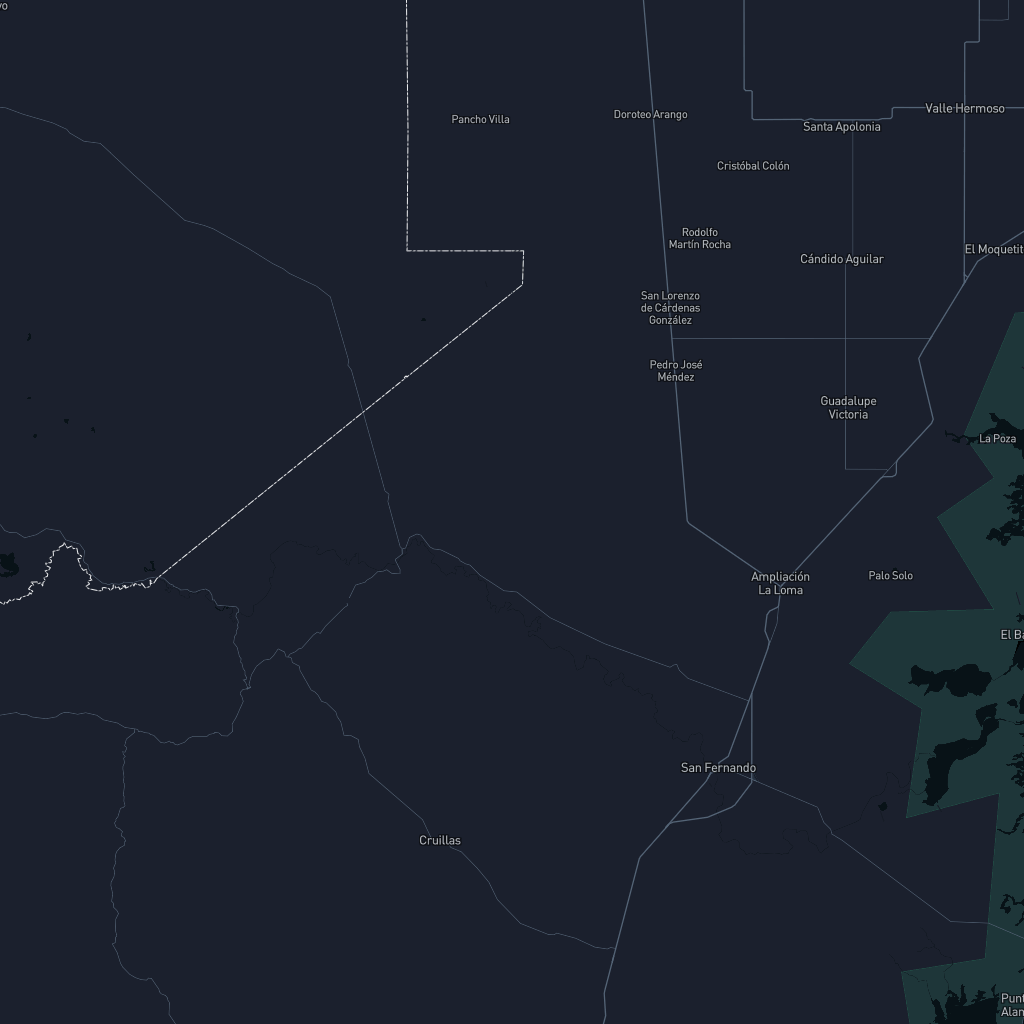 vo
Valle Hermoso
Doroteo Arango
Pancho Villa
Santa Apolonia
Cristóbal Colón
Rodolfo
Martín Rocha
El Moquetit
Cándido Aguilar
San Lorenzo
de Cárdenas
González
Pedro José
Méndez
Guadalupe
Victoria
La Poza
Ampliación
La Loma
Palo Solo
El Ba
San Fernando
Cruillas
Punt
Alan